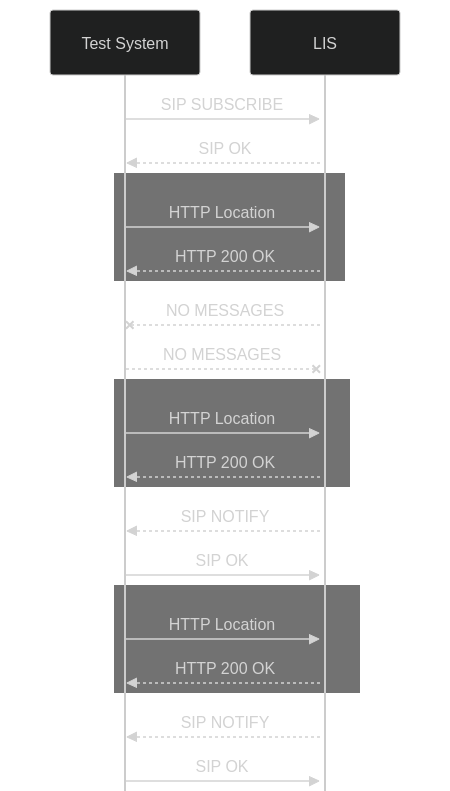 Test System
LIS
SIP SUBSCRIBE
SIP OK
HTTP Location
HTTP 200 OK
NO MESSAGES
NO MESSAGES
HTTP Location
HTTP 200 OK
SIP NOTIFY
SIP OK
HTTP Location
HTTP 200 OK
SIP NOTIFY
SIP OK